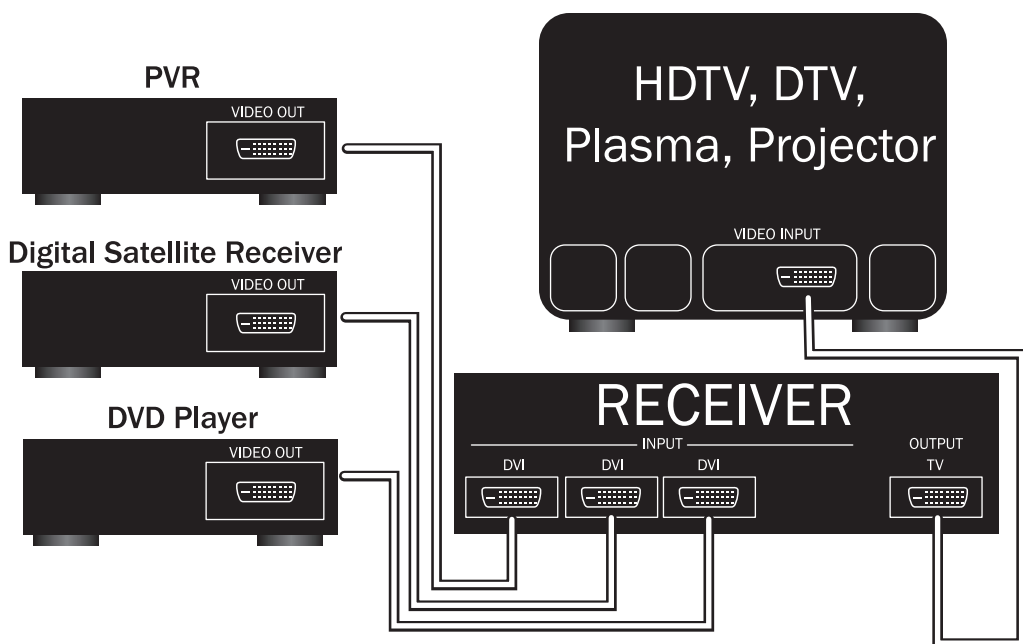 PVR
VIDEO OUT
Digital Satellite Receiver
VIDEO OUT
DVD Player
VIDEO OUT
HDTV, DTV,
Plasma, Projector
VIDEO INPUT
RECEIVER
INPUT
OUTPUT
DVI
DVI
DVI
TV